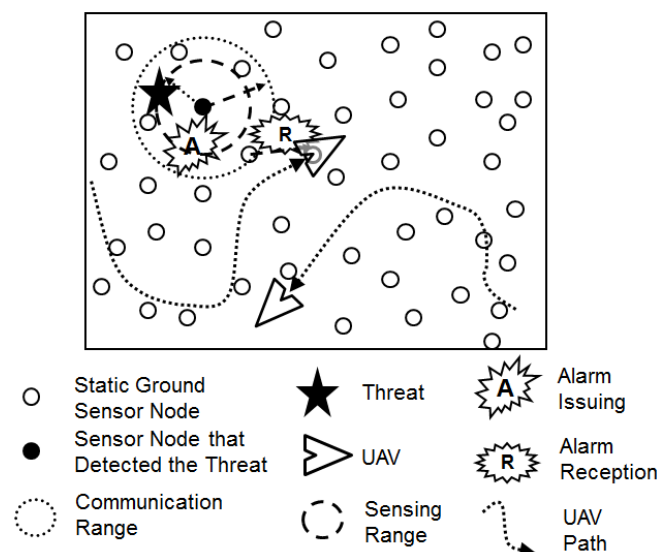 A
R
Static Ground
Sensor Node
Threat
A
Alarm
Issuing
Sensor Node that
Detected the Threat
UAV
R
Alarm
Reception
Communication
Range
Sensing
Range
UAV
Path